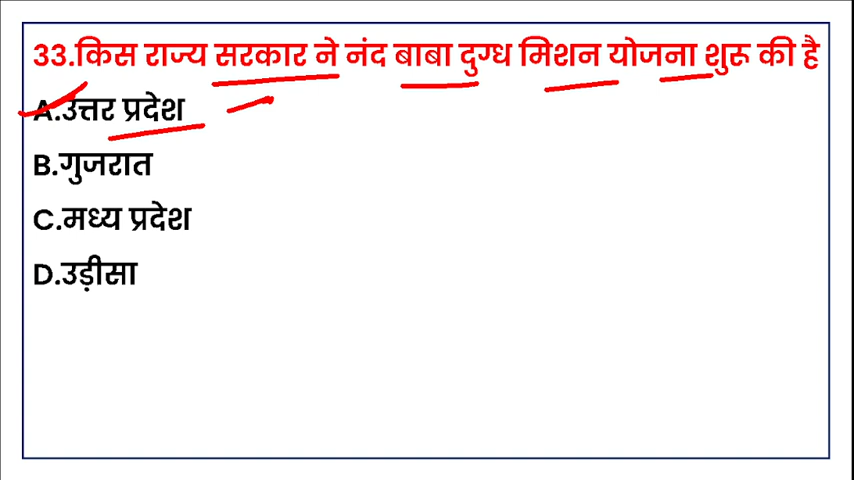 33.किस राज्य सरकार ने नंद बाबा दुग्ध मिशन योजना शुरू की है
A.उत्तर प्रदेश
B.गुजरात
C.मध्य प्रदेश
D.उड़ीसा